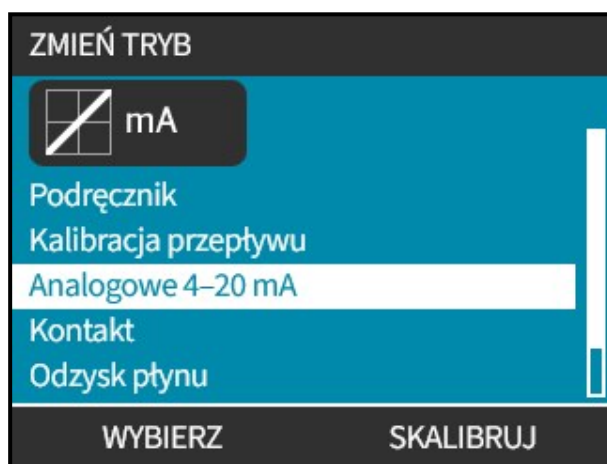 ZMIEŃ TRYB
mA
Podręcznik
Kalibracja przepływu
Analogowe 4–20 mA
Kontakt
Odzysk płynu
WYBIERZ SKALIBRUJ